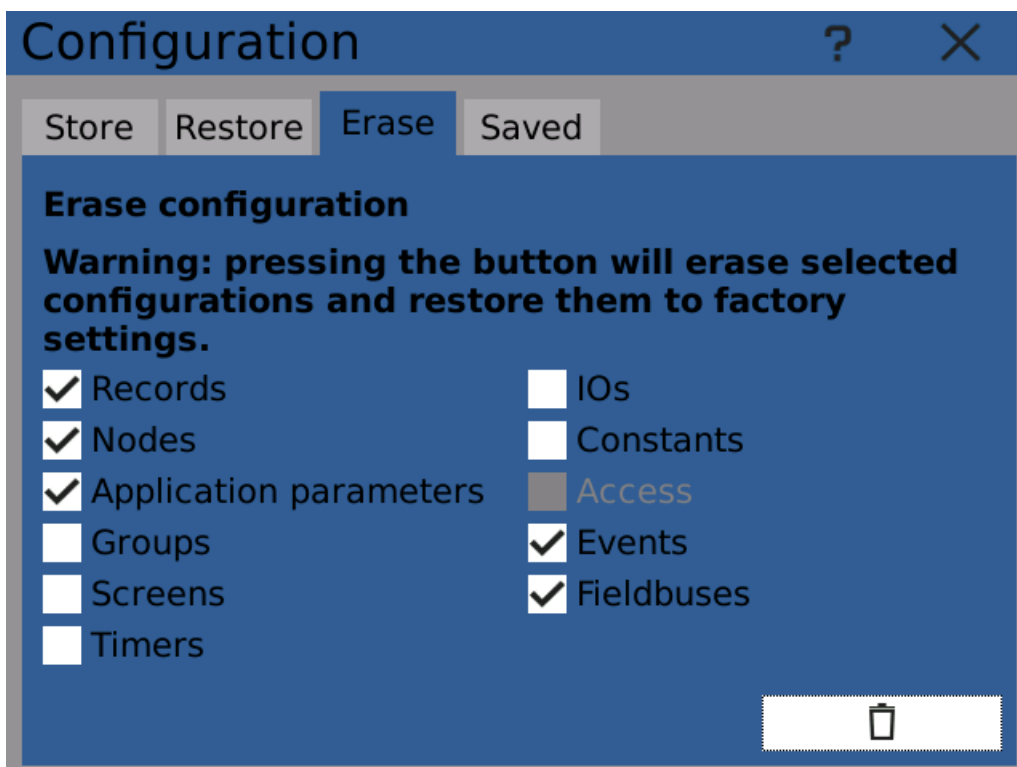 Configuration ?
Store Restore Erase Saved
Erase configuration
Warning: pressing the button will erase selected
configurations and restore them to factory
settings.
Records
Nodes
Application parameters
Groups
Screens
Timers
IOs
Constants
Access
Events
Fieldbuses